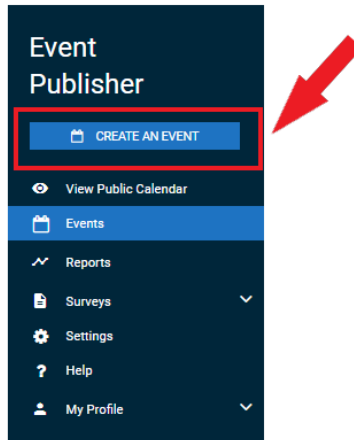 Event
Publisher
CREATE AN EVENT
View Public Calendar
Events
Reports
Surveys
Settings
? Help
My Profile